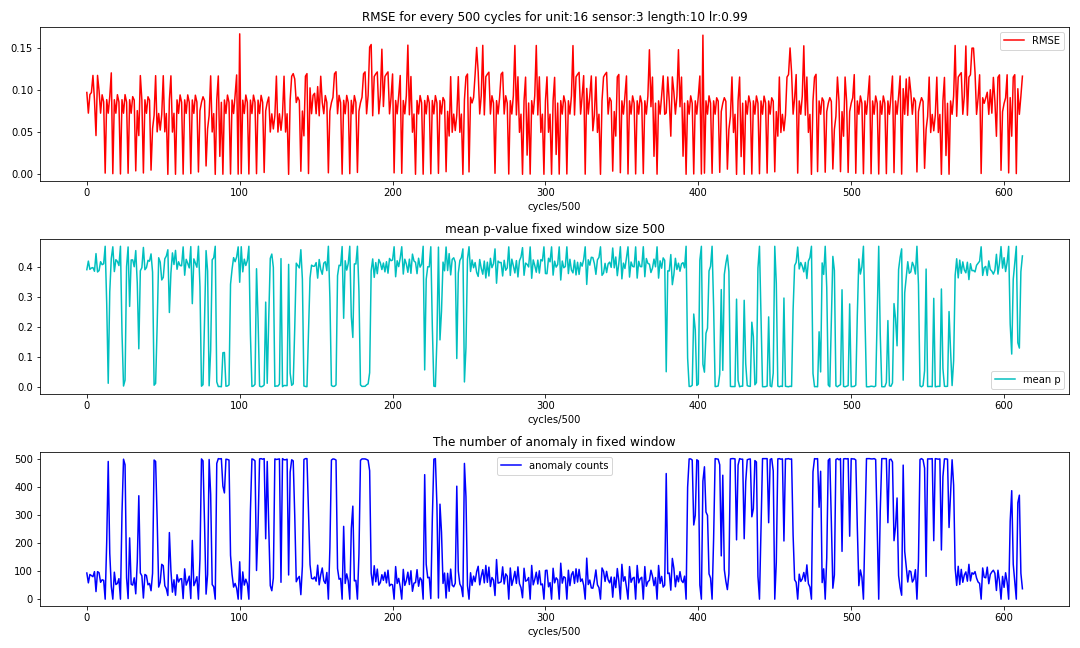 RMSE for every 500 cycles for unit:16 sensor:3 length:10 lr:0.99
RMSE
0.15
0.10
0.05
0.00
0 100 200 300 400 500 600
cycles/500
mean p-value fixed window size 500
0.4
0.3
0.2
0.1
0.0
mean p
0 100 200 300 400 500 600
cycles/500
The number of anomaly in fixed window
anomaly counts
500
400
300
200
100
0
0 100 200 300 400 500 600
cycles/500